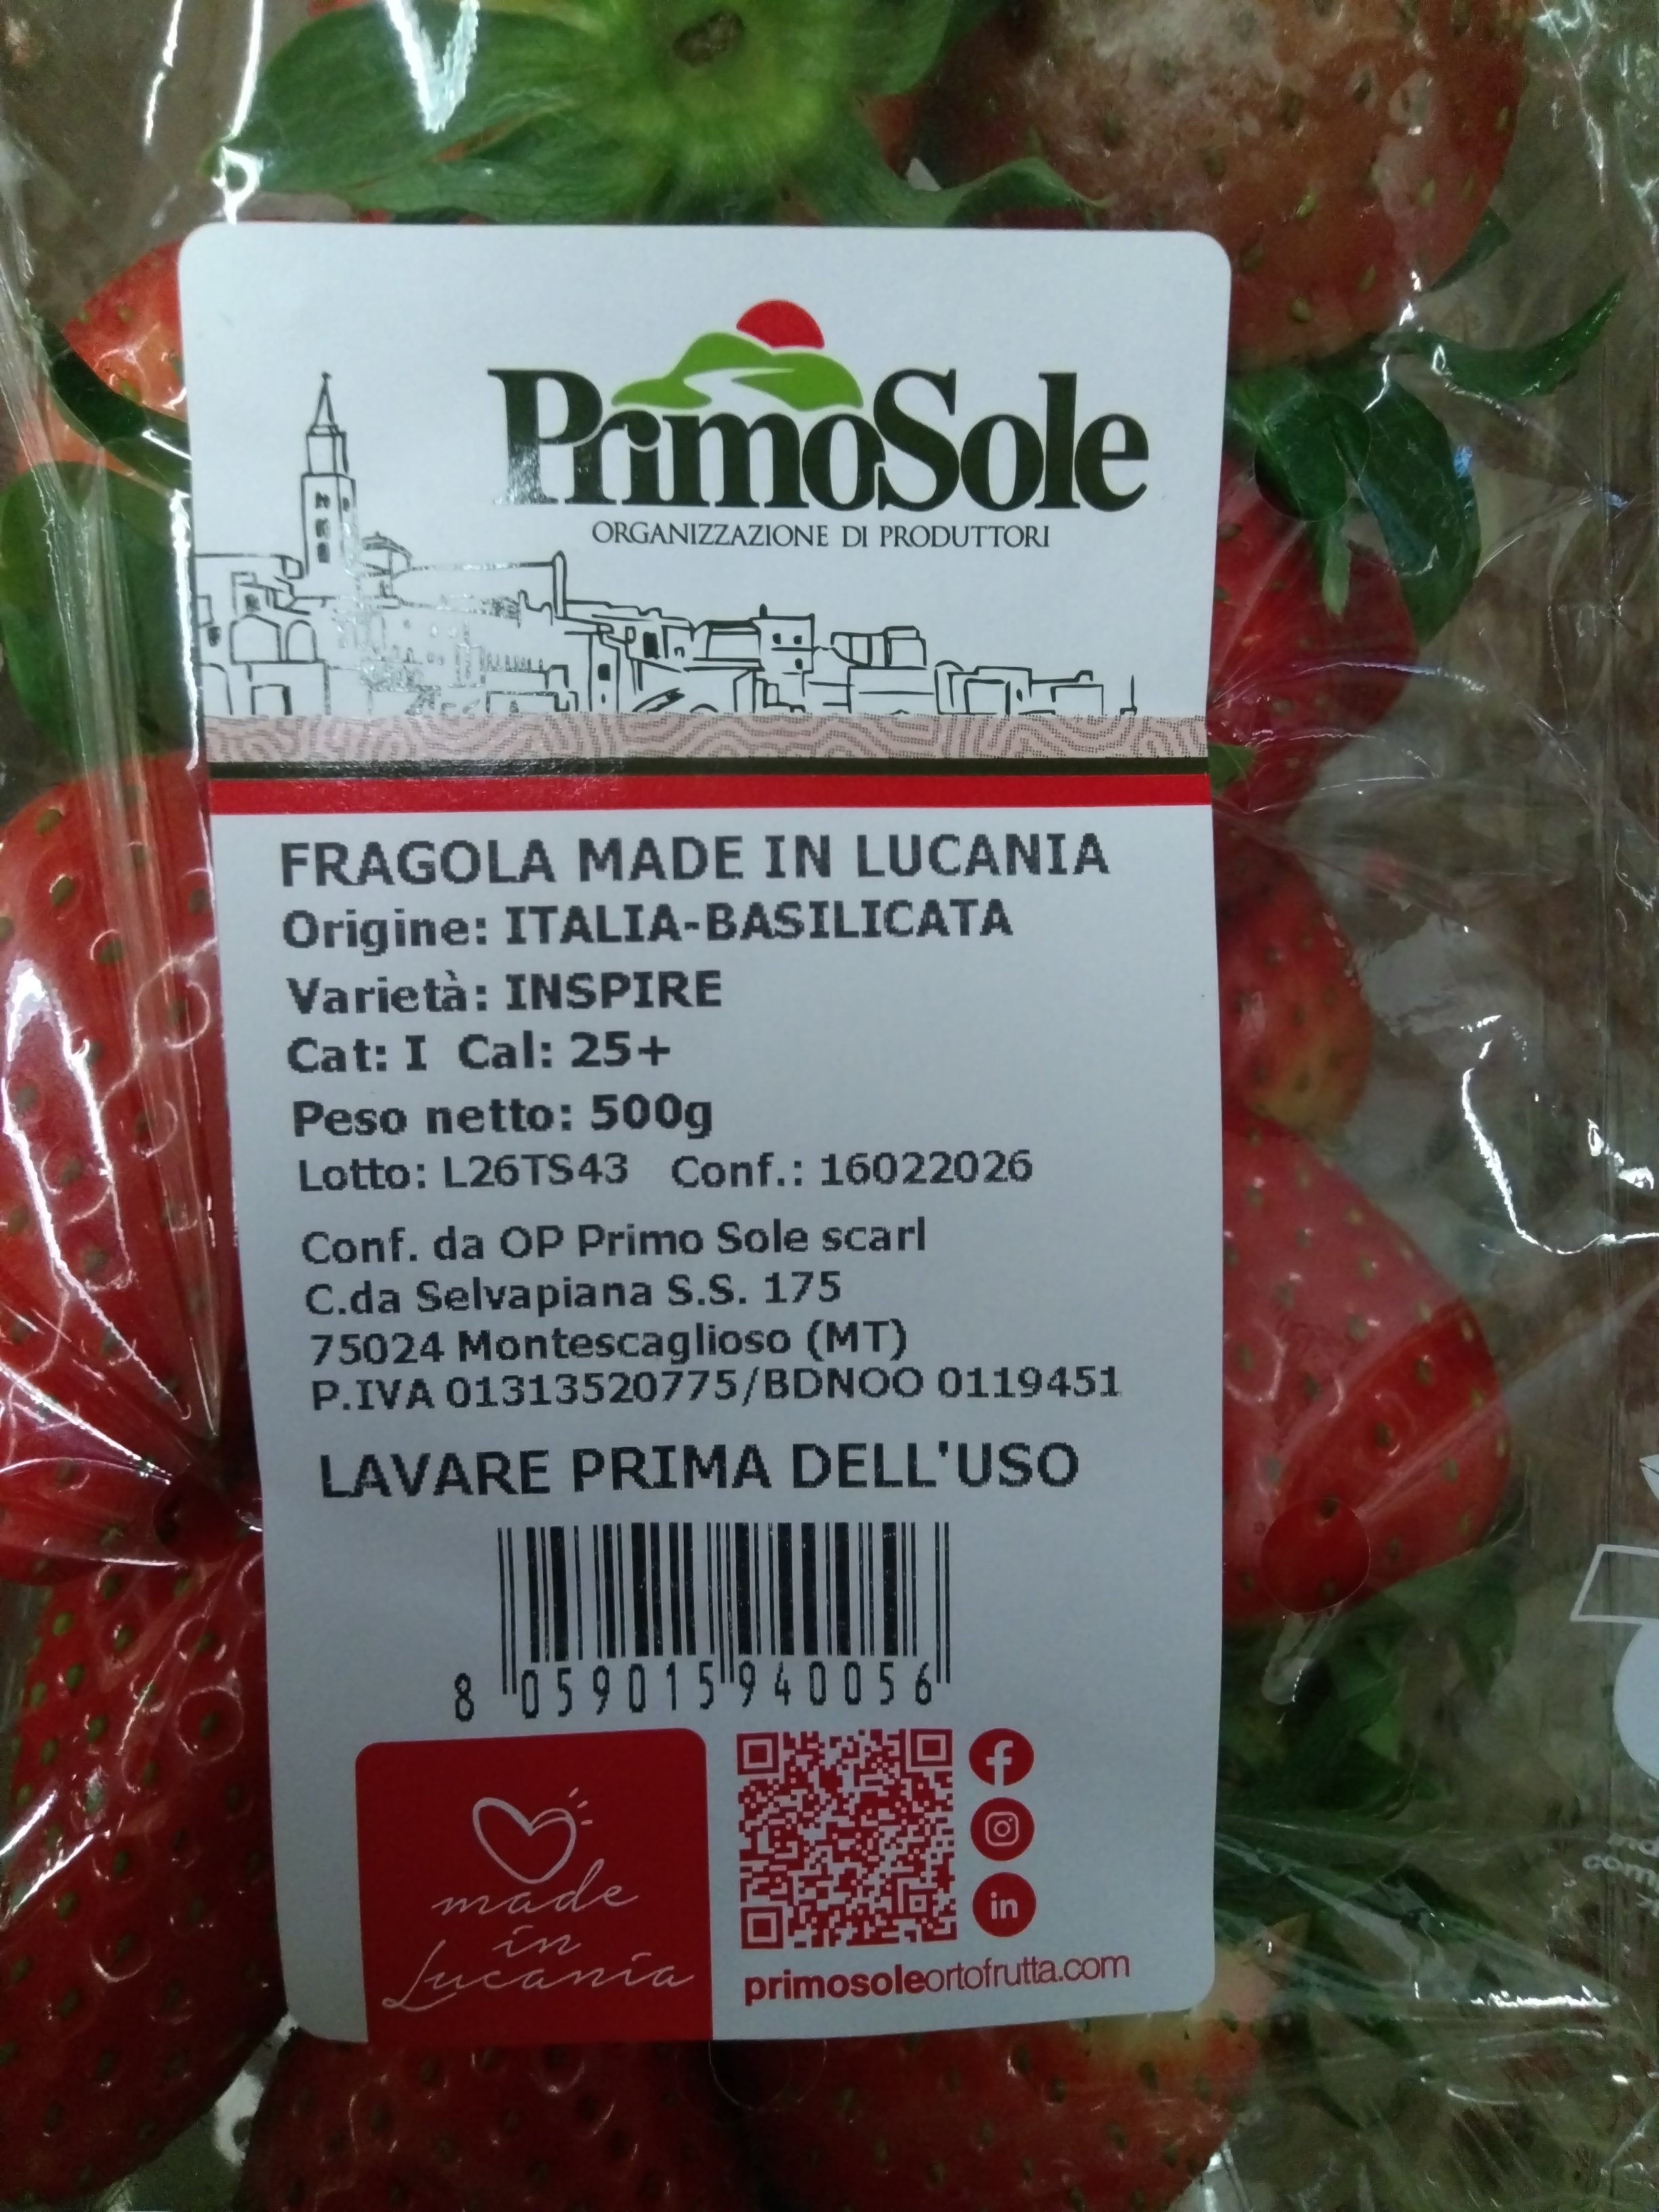 PrimoSole
ORGANIZZAZIONE DI PRODUTTORI
FRAGOLA MADE IN LUCANIA
Origine: ITALIA-BASILICATA
Varietà: INSPIRE
Cat: I Cal: 25+
Peso netto: 500g
Lotto: L26TS43 Conf.: 16022026
Conf. da OP Primo Sole scarl
C.da Selvapiana S.S. 175
75024 Montescaglioso (MT)
P.IVA 01313520775/BDNOO 0119451
LAVARE PRIMA DELL'USO
8 059015 940056
made
in
Lucania
primosoleortofrutta.com